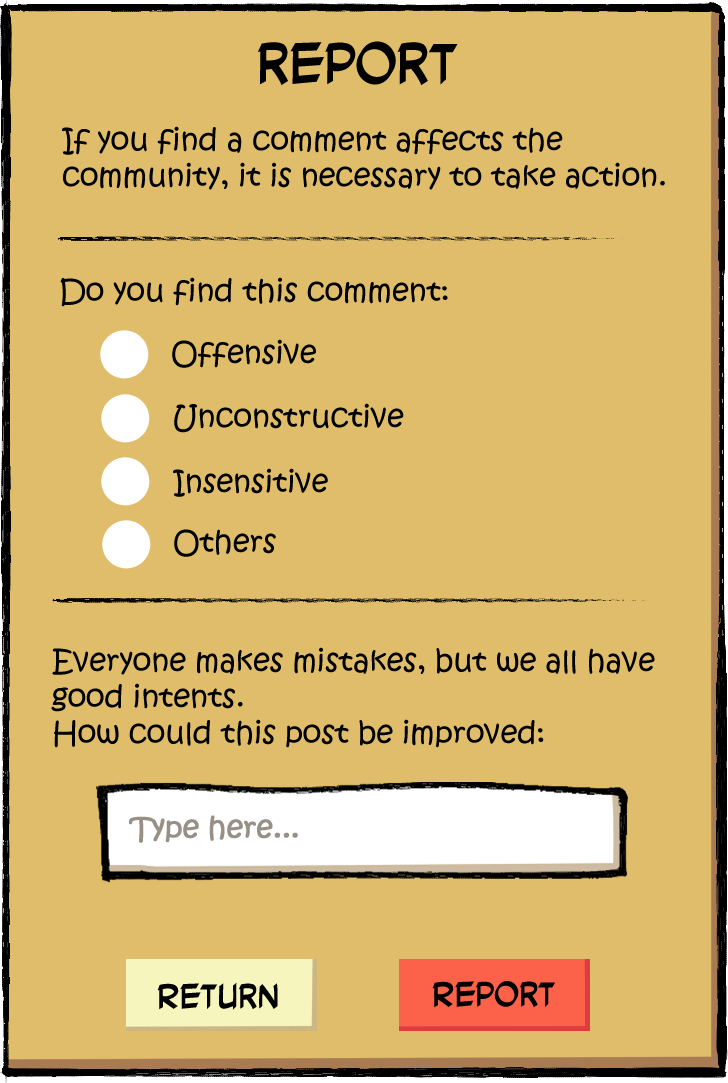 REPORT
If you find a comment affects the
community, it is necessary to take action.
Do you find this comment:
Offensive
Unconstructive
Insensitive
Others
Everyone makes mistakes, but we all have
good intents.
How could this post be improved:
Type here...
RETURN
REPORT